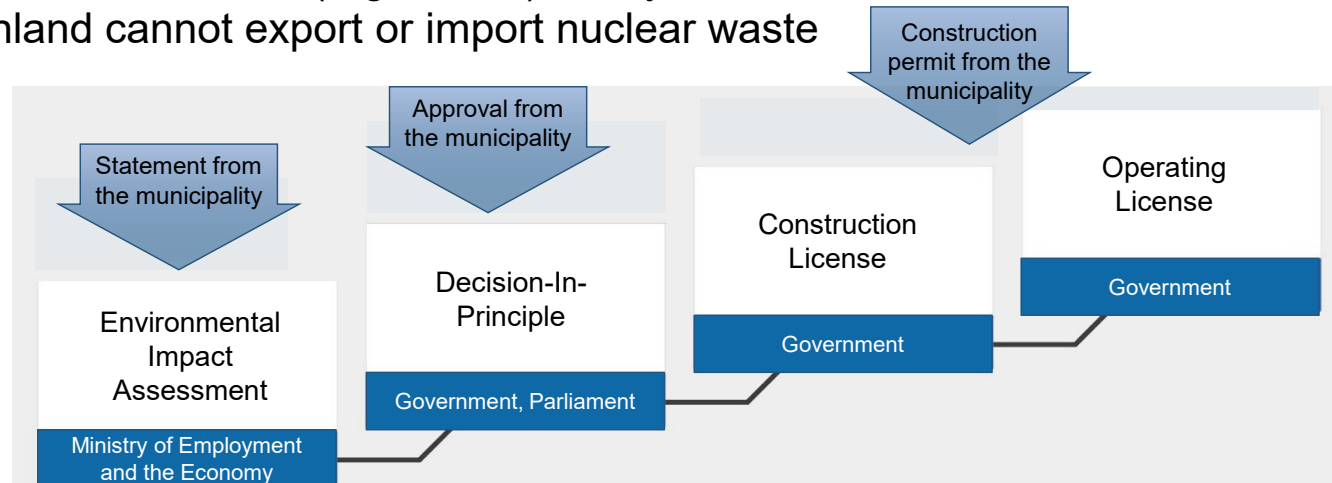 nland cannot export or import nuclear waste
Construction
permit from the
municipality
Approval from
the municipality
Statement from
the municipality
Operating
License
Government
Construction
License
Government
Decision-In-
Principle
Government, Parliament
Environmental
Impact
Assessment
Ministry of Employment
and the Economy